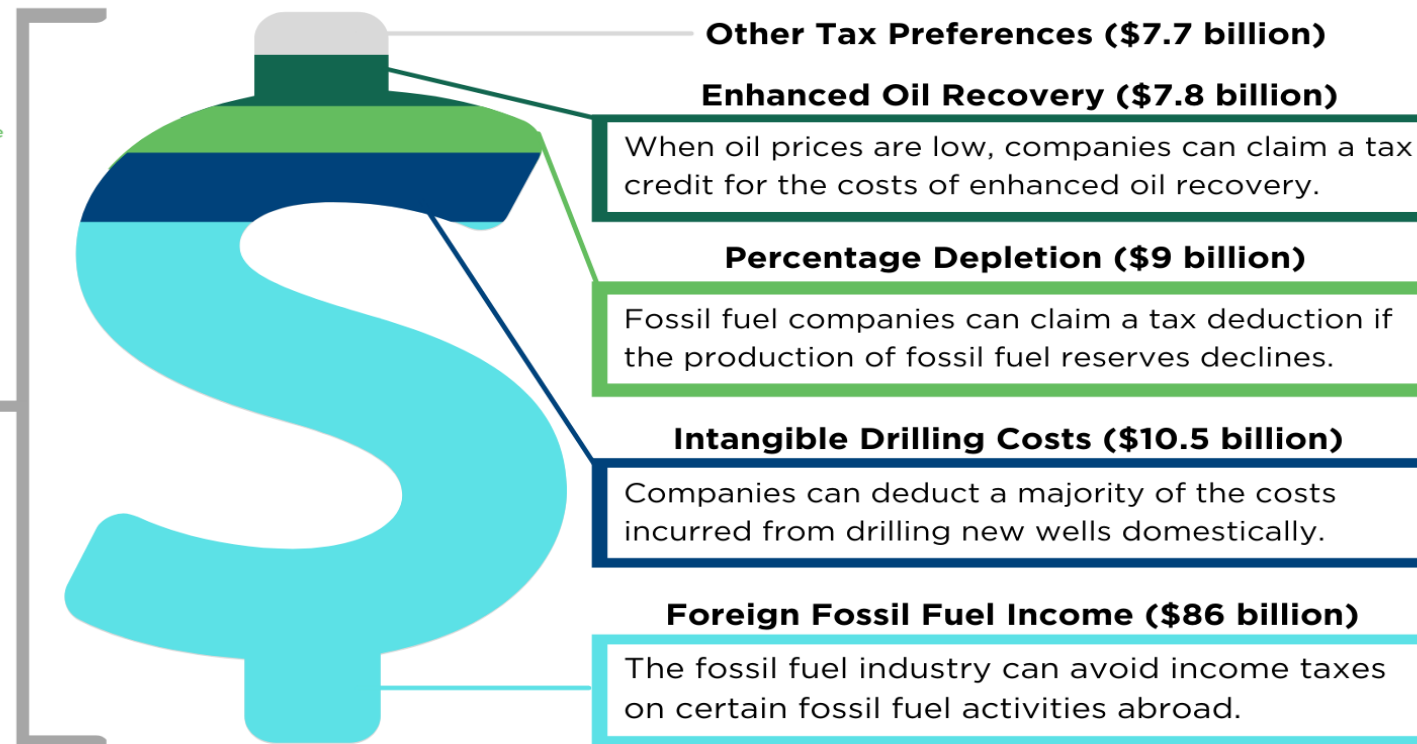 Other Tax Preferences ($7.7 billion)
Enhanced Oil Recovery ($7.8 billion)
When oil prices are low, companies can claim a tax
credit for the costs of enhanced oil recovery.
Percentage Depletion ($9 billion)
Fossil fuel companies can claim a tax deduction if
the production of fossil fuel reserves declines.
Intangible Drilling Costs ($10.5 billion)
Companies can deduct a majority of the costs
incurred from drilling new wells domestically.
Foreign Fossil Fuel Income ($86 billion)
The fossil fuel industry can avoid income taxes
on certain fossil fuel activities abroad.